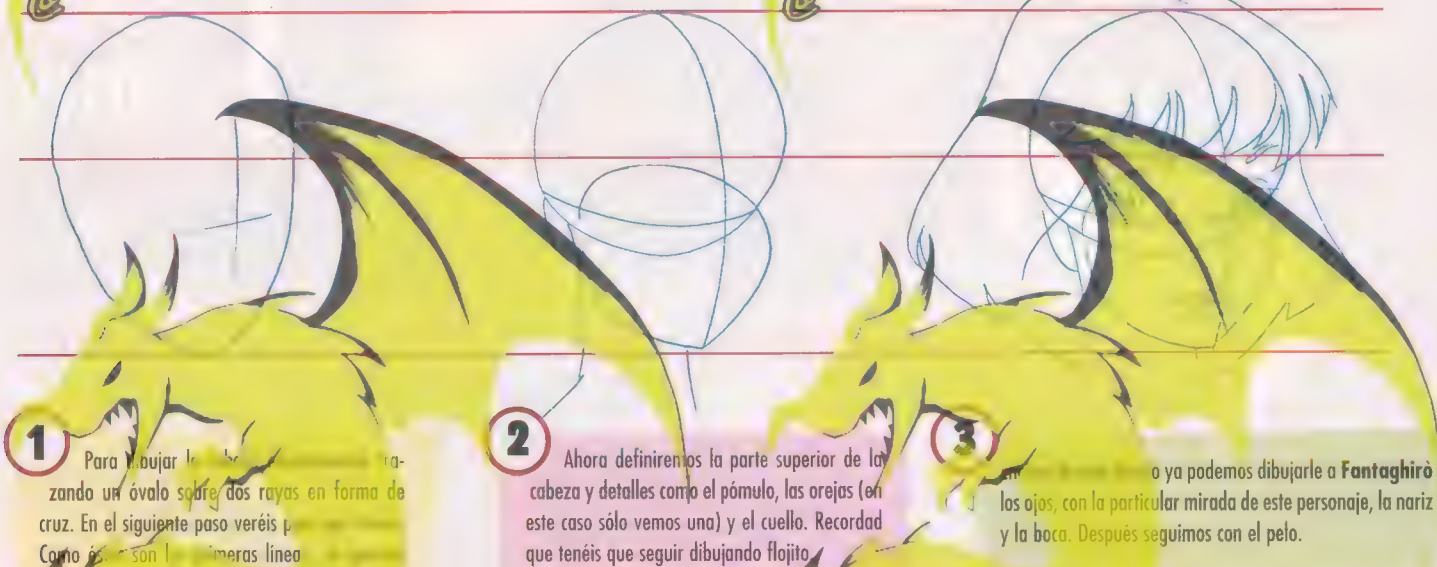 1
Para dibujar
zando un óvalo sobre dos rayas en forma de
cruz. En el siguiente paso veréis
Como son las primeras línea
2
Ahora definiremos la parte superior de la
cabeza y detalles como el pómulo, las orejas (en
este caso sólo vemos una) y el cuello. Recordad
que tenéis que seguir dibujando flojito
3
o ya podemos dibujarle a Fantaghirò
los ojos, con la particular mirada de este personaje, la nariz
y la boca. Después seguimos con el pelo.